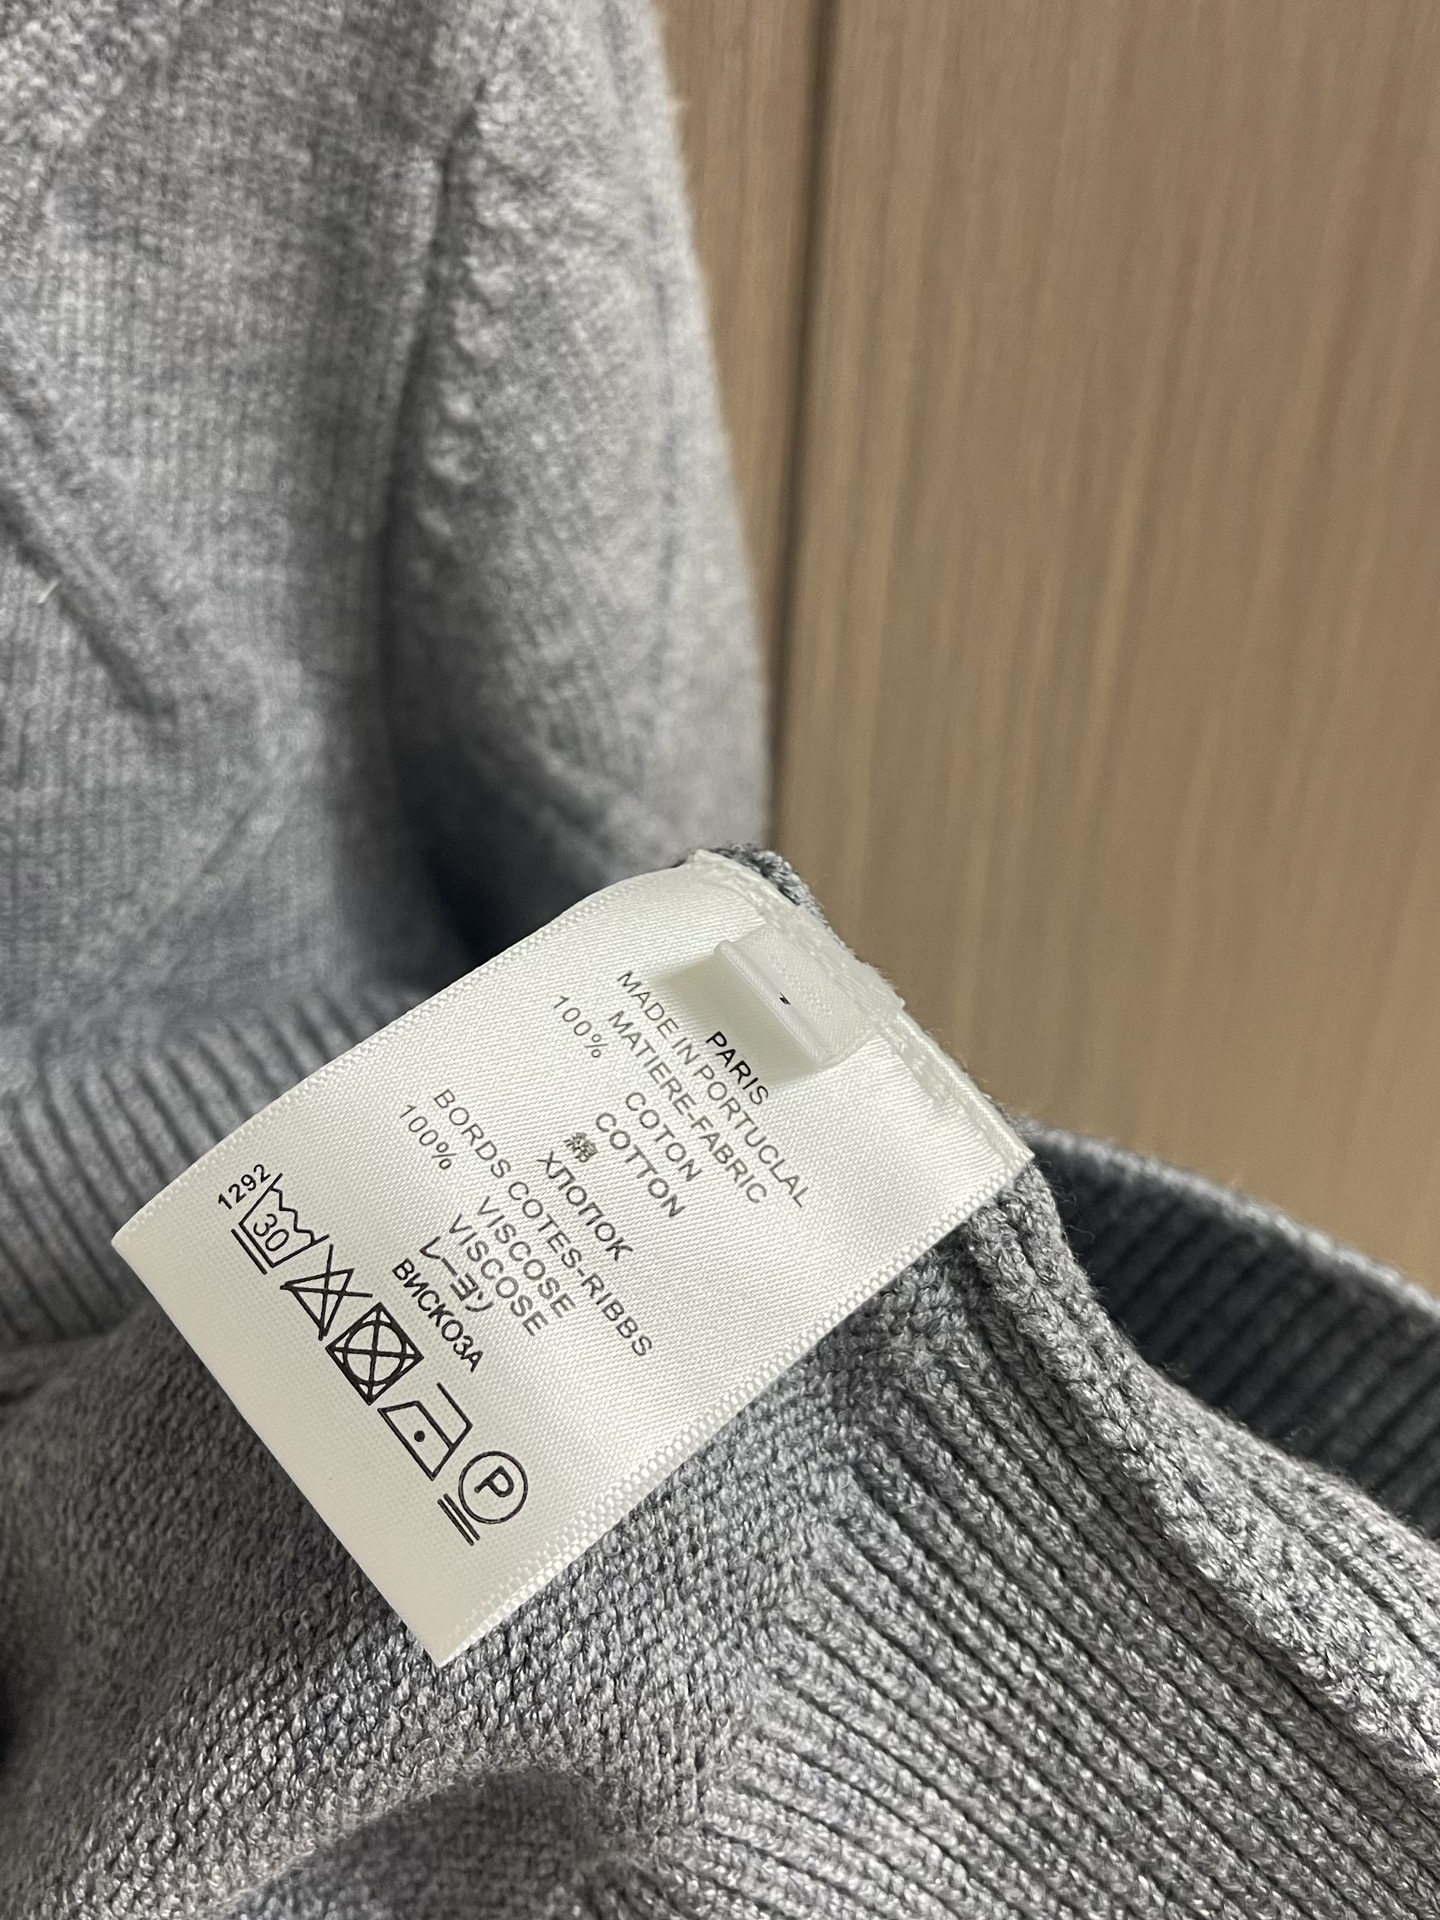 PARIS
MADE IN PORTUCLAL
MATIERE-FABRIC
100% COTON
COTTON
綿
ХЛОПОК
BORDS COTES-RIBBS
100% VISCOSE
VISCOSE
レーヨン
ВИСКОЗА
1292
30
P